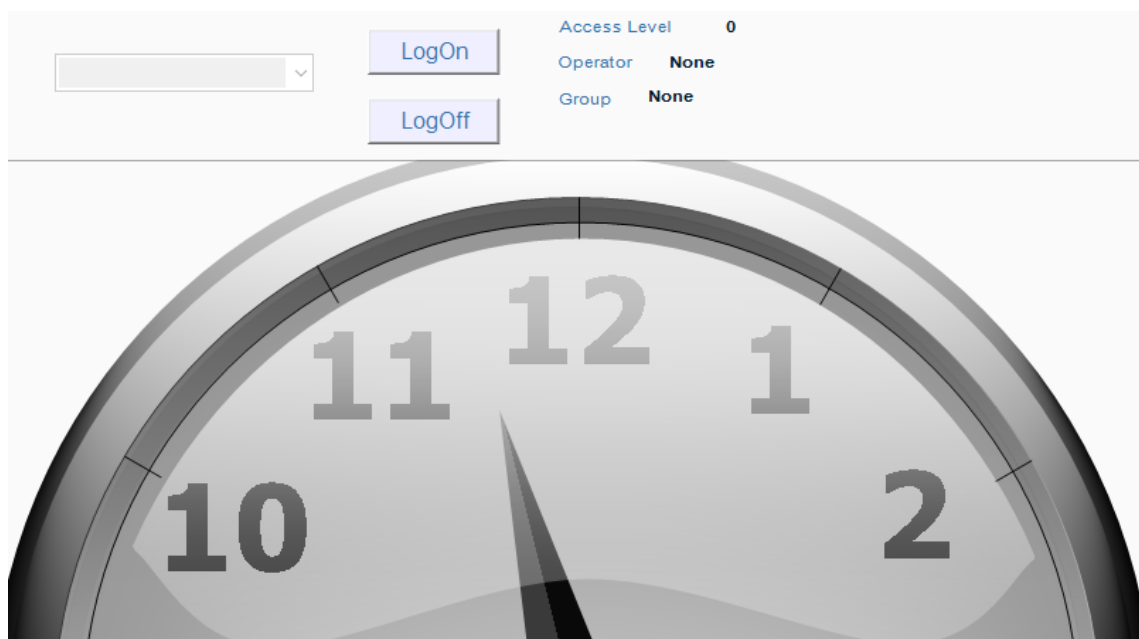 Access Level 0
LogOn
Operator None
Group None
LogOff
12
11
1
10
2